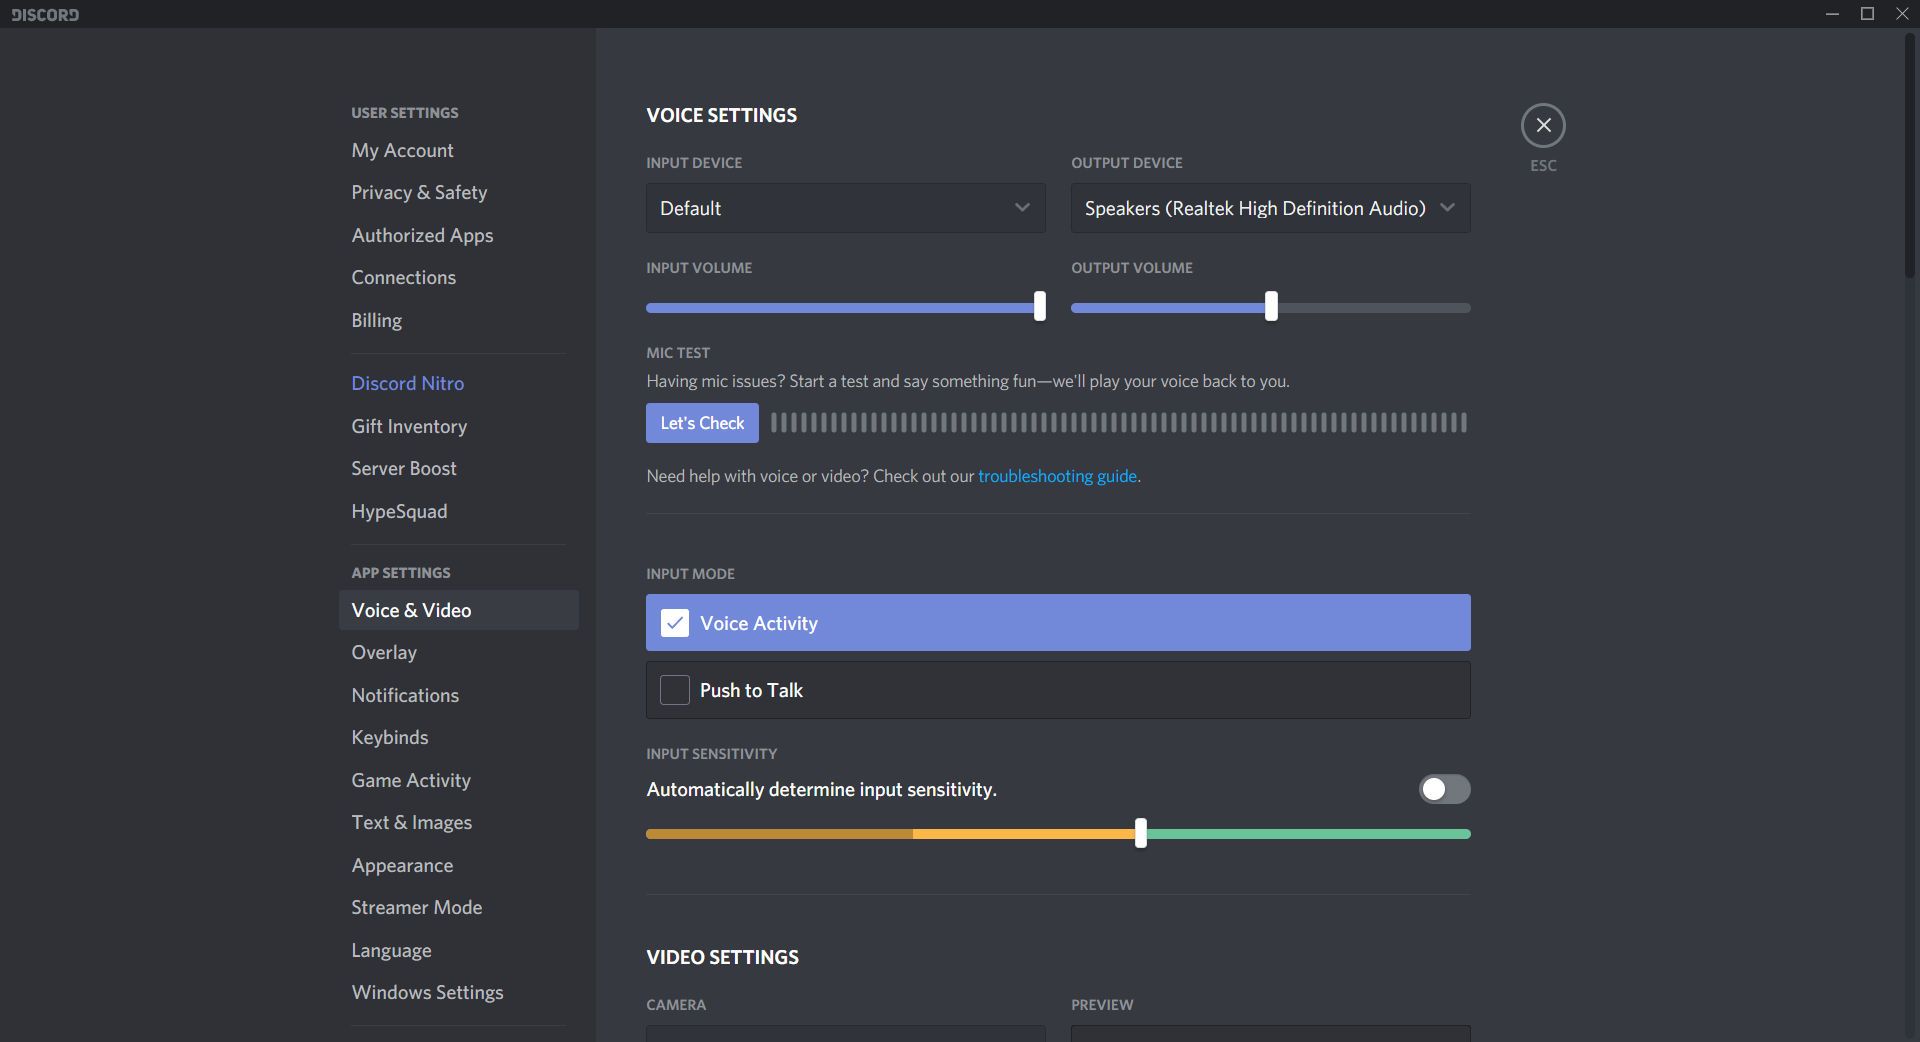 DISCORD
USER SETTINGS
My Account
Privacy & Safety
Authorized Apps
Connections
Billing
Discord Nitro
Gift Inventory
Server Boost
HypeSquad
APP SETTINGS
Voice & Video
Overlay
Notifications
Keybinds
Game Activity
Text & Images
Appearance
Streamer Mode
Language
Windows Settings
VOICE SETTINGS
ESC
INPUT DEVICE
OUTPUT DEVICE
Default
Speakers (Realtek High Definition Audio)
INPUT VOLUME
OUTPUT VOLUME
MIC TEST
Having mic issues? Start a test and say something fun—we'll play your voice back to you.
Let's Check
Need help with voice or video? Check out our troubleshooting guide.
INPUT MODE
Voice Activity
Push to Talk
INPUT SENSITIVITY
Automatically determine input sensitivity.
VIDEO SETTINGS
CAMERA
PREVIEW